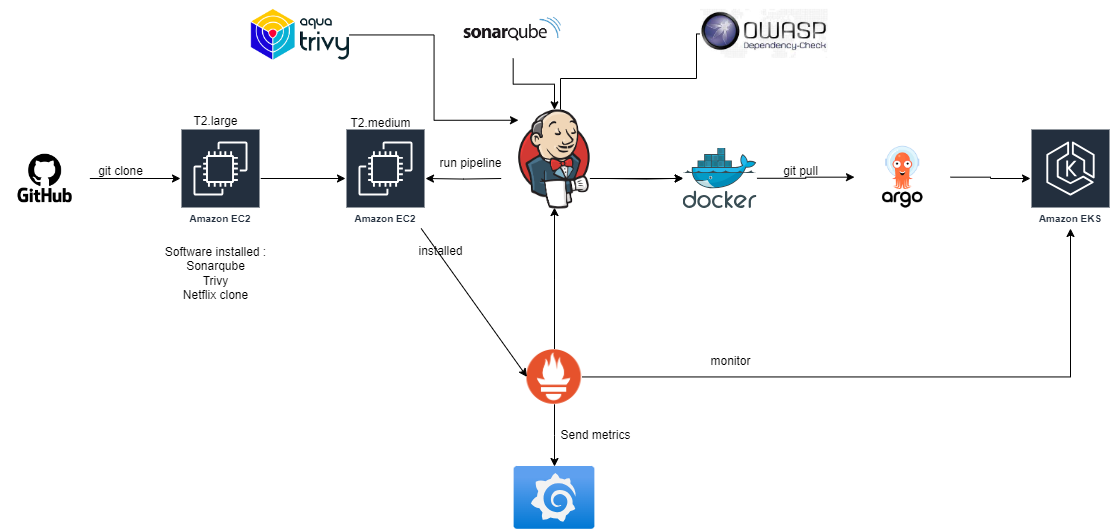 aqua
trivy
sonarqube
OWASP
Dependency-Check
T2.large
T2.medium
GitHub
git clone
run pipeline
docker
git pull
argo
K
Amazon EC2
Amazon EC2
Amazon EKS
Software installed :
Sonarqube
Trivy
Netflix clone
installed
monitor
Send metrics